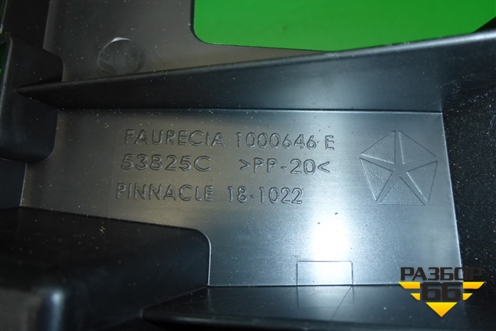 FAURECIA 1000646 E
53825C >PP-20<
PINNACLE 18-1022
РАЗБОР
66